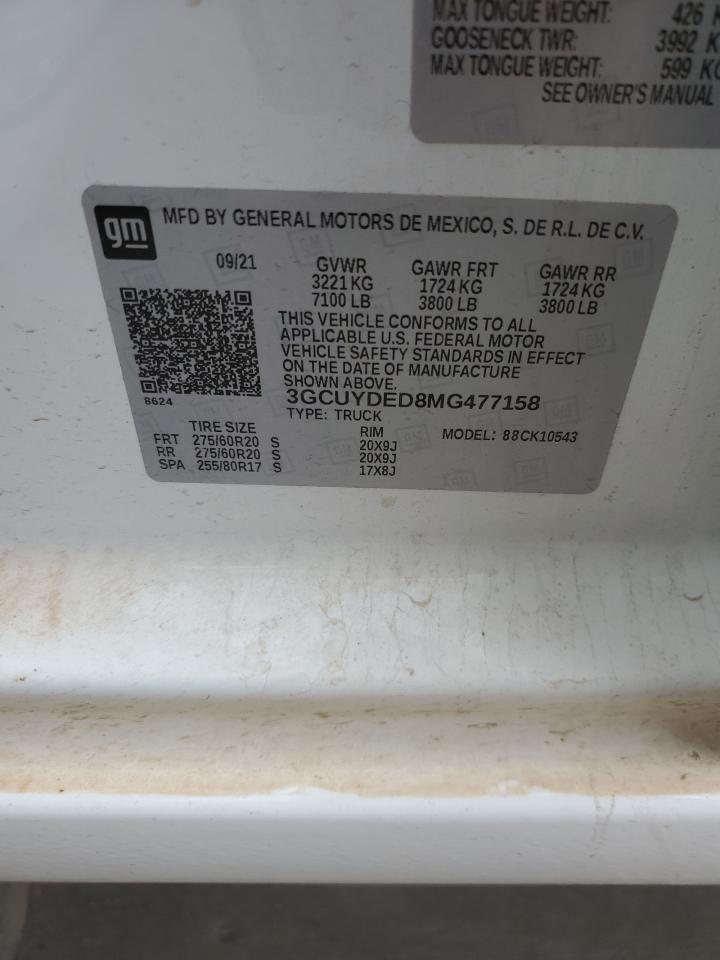 MAX TONGUE WEIGHT: 426
GOOSENECK TWR: 3992 K
MAX TONGUE WEIGHT: 599 KG
SEE OWNER'S MANUAL
gm MFD BY GENERAL MOTORS DE MEXICO, S. DE R.L. DE C.V.
09/21 GVWR GAWR FRT GAWR RR
3221 KG 1724 KG 1724 KG
7100 LB 3800 LB 3800 LB
THIS VEHICLE CONFORMS TO ALL
APPLICABLE U.S. FEDERAL MOTOR
VEHICLE SAFETY STANDARDS IN EFFECT
ON THE DATE OF MANUFACTURE
SHOWN ABOVE.
8624 3GCUYDED8MG477158
TYPE: TRUCK
TIRE SIZE RIM MODEL: 88CK10543
FRT 275/60R20 S 20X9J
RR 275/60R20 S 20X9J
SPA 255/80R17 S 17X8J